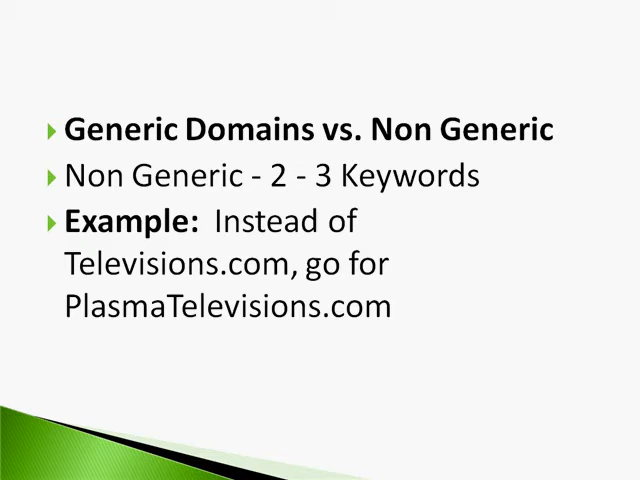 Generic Domains vs. Non Generic
Non Generic - 2 - 3 Keywords
Example: Instead of
Televisions.com, go for
PlasmaTelevisions.com